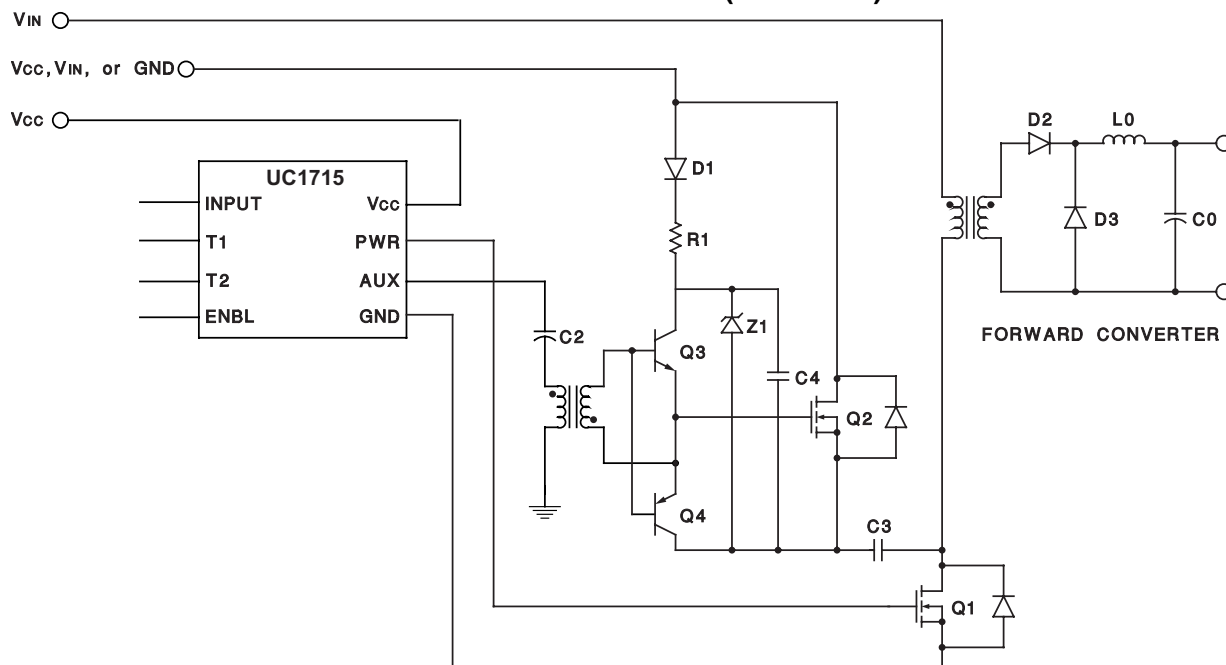 VIN
VCC, VIN, or GND
VCC
UC1715
INPUT
VCC
T1
PWR
T2
AUX
ENBL
GND
C2
D1
R1
Q3
Z1
C4
Q2
Q4
C3
Q1
D2
L0
D3
C0
FORWARD CONVERTER